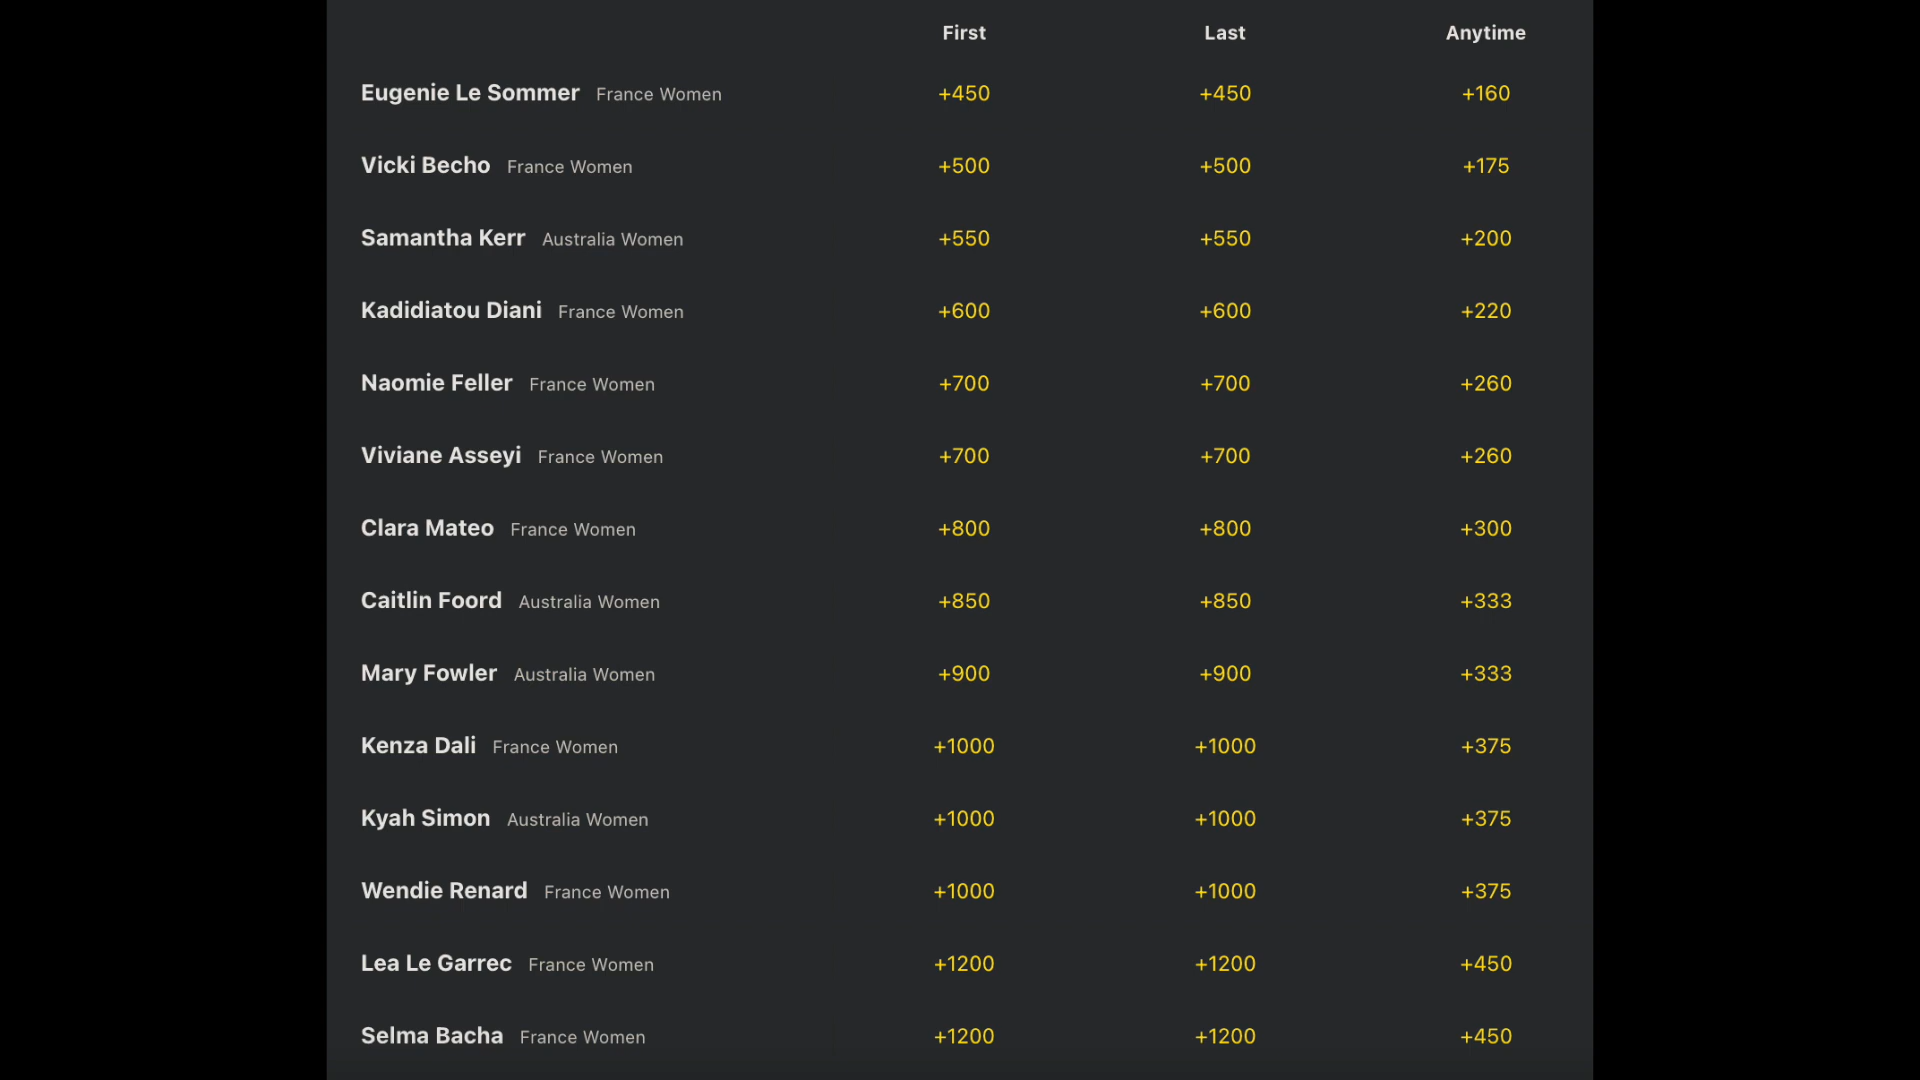 First Last Anytime
Eugenie Le Sommer France Women +450 +450 +160
Vicki Becho France Women +500 +500 +175
Samantha Kerr Australia Women +550 +550 +200
Kadidiatou Diani France Women +600 +600 +220
Naomie Feller France Women +700 +700 +260
Viviane Asseyi France Women +700 +700 +260
Clara Mateo France Women +800 +800 +300
Caitlin Foord Australia Women +850 +850 +333
Mary Fowler Australia Women +900 +900 +333
Kenza Dali France Women +1000 +1000 +375
Kyah Simon Australia Women +1000 +1000 +375
Wendie Renard France Women +1000 +1000 +375
Lea Le Garrec France Women +1200 +1200 +450
Selma Bacha France Women +1200 +1200 +450